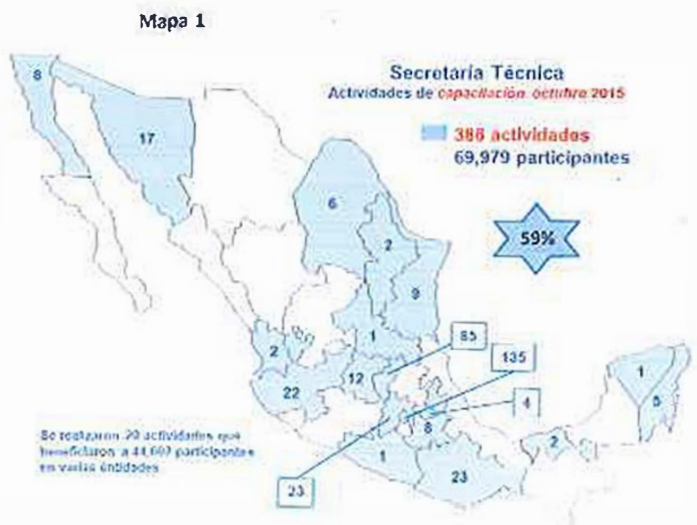 Mapa 1
Secretaría Técnica
Actividades de capacitación octubre 2015
386 actividades
69,979 participantes
59%
8
17
6
2
9
1
85
135
4
2
12
22
8
1
23
23
1
5
2
Se realizaron 20 actividades que
beneficiaron a participantes
en varias entidades